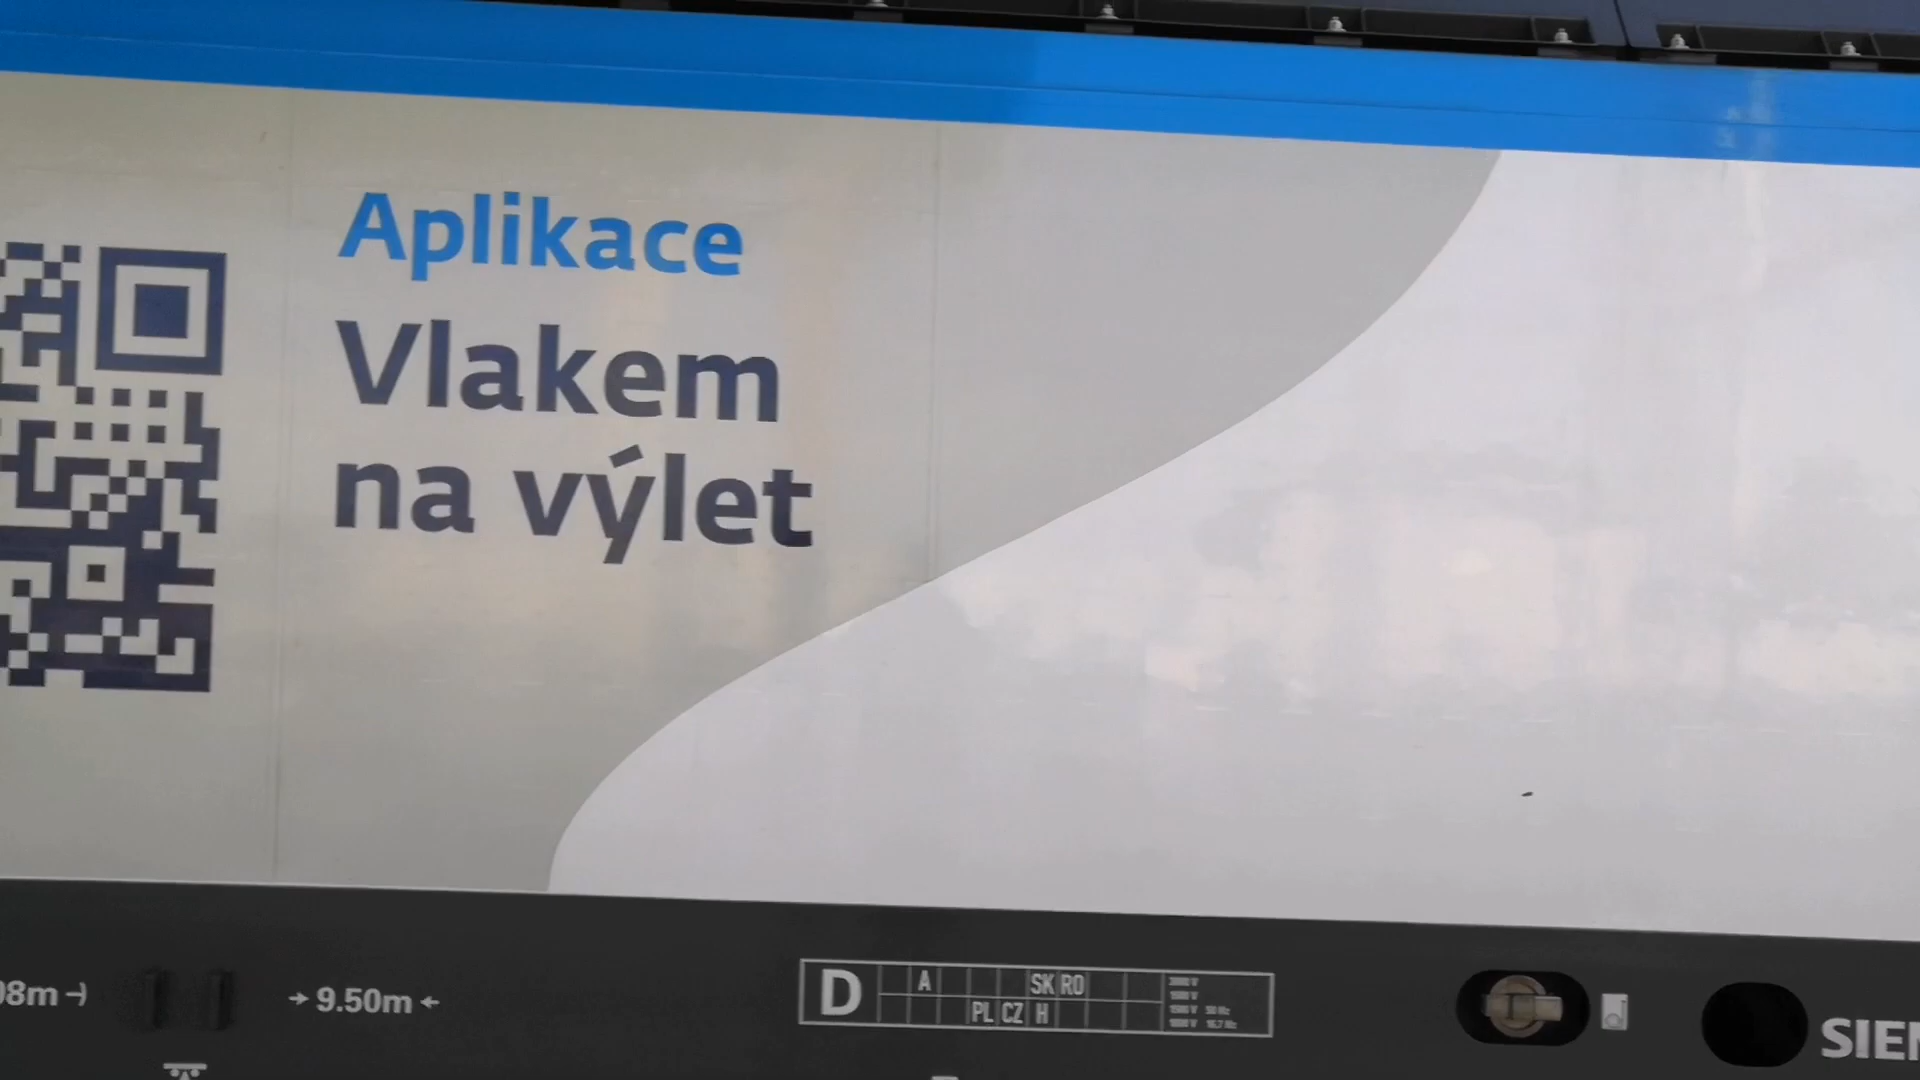 Aplikace
Vlakem
na výlet
9.50m
D
A SK RO
PL CZ H